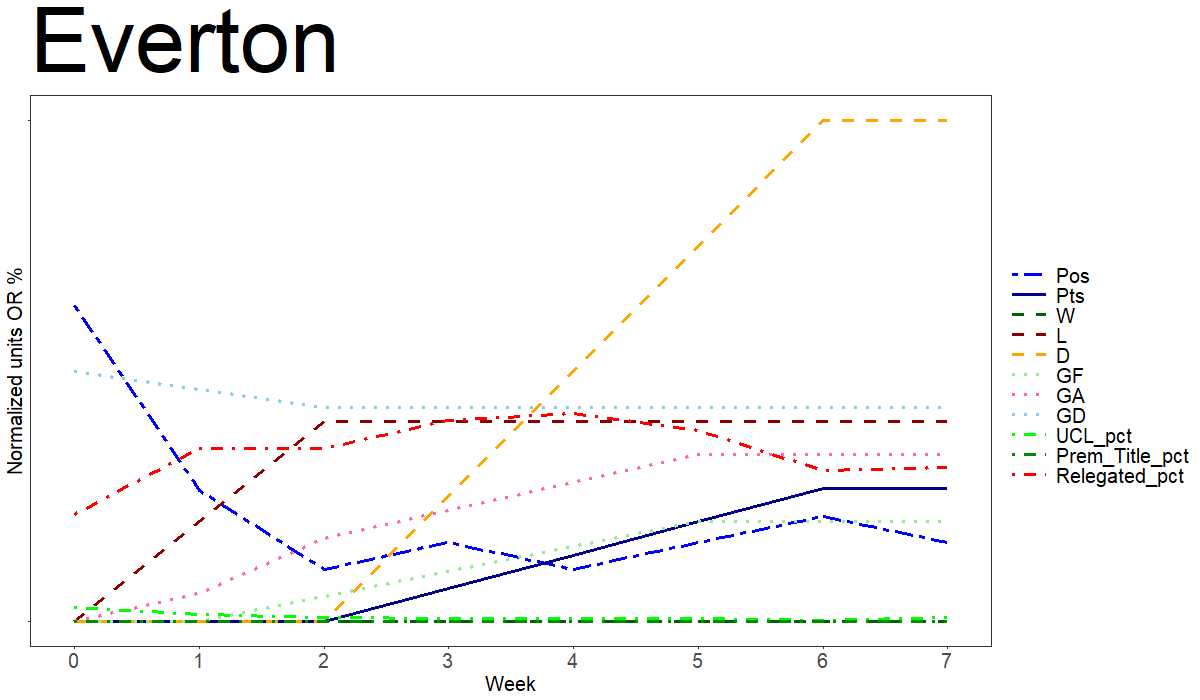 Everton
Normalized units OR %
Pos
Pts
W
L
D
GF
GA
GD
UCL_pct
Prem_Title_pct
Relegated_pct
0 1 2 3 4 5 6 7
Week